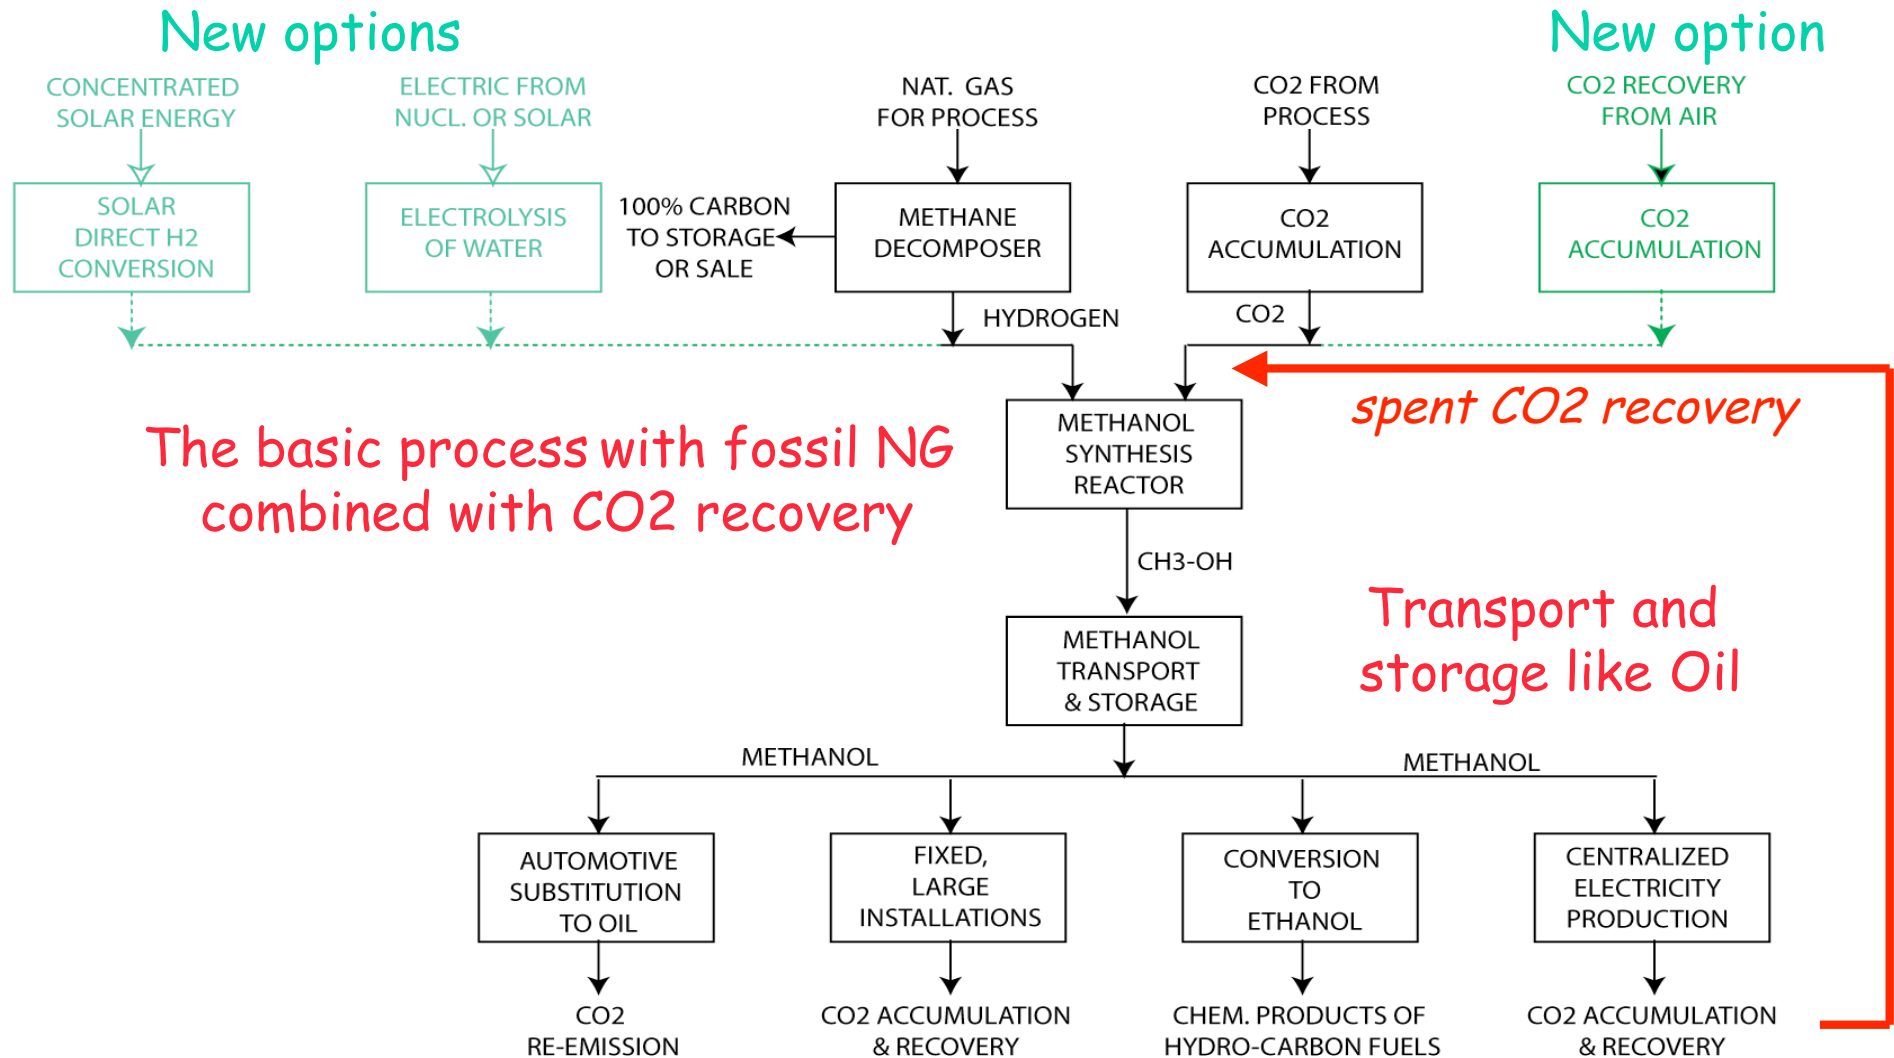 New options
New option
CONCENTRATED
SOLAR ENERGY
ELECTRIC FROM
NUCL. OR SOLAR
NAT. GAS
FOR PROCESS
CO2 FROM
PROCESS
CO2 RECOVERY
FROM AIR
SOLAR
DIRECT H2
CONVERSION
ELECTROLYSIS
OF WATER
100% CARBON
TO STORAGE
OR SALE
METHANE
DECOMPOSER
CO2
ACCUMULATION
CO2
ACCUMULATION
HYDROGEN
CO2
spent CO2 recovery
The basic process with fossil NG
combined with CO2 recovery
METHANOL
SYNTHESIS
REACTOR
CH3-OH
Transport and
storage like Oil
METHANOL
TRANSPORT
& STORAGE
METHANOL
METHANOL
AUTOMOTIVE
SUBSTITUTION
TO OIL
FIXED,
LARGE
INSTALLATIONS
CONVERSION
TO
ETHANOL
CENTRALIZED
ELECTRICITY
PRODUCTION
CO2
RE-EMISSION
CO2 ACCUMULATION
& RECOVERY
CHEM. PRODUCTS OF
HYDRO-CARBON FUELS
CO2 ACCUMULATION
& RECOVERY